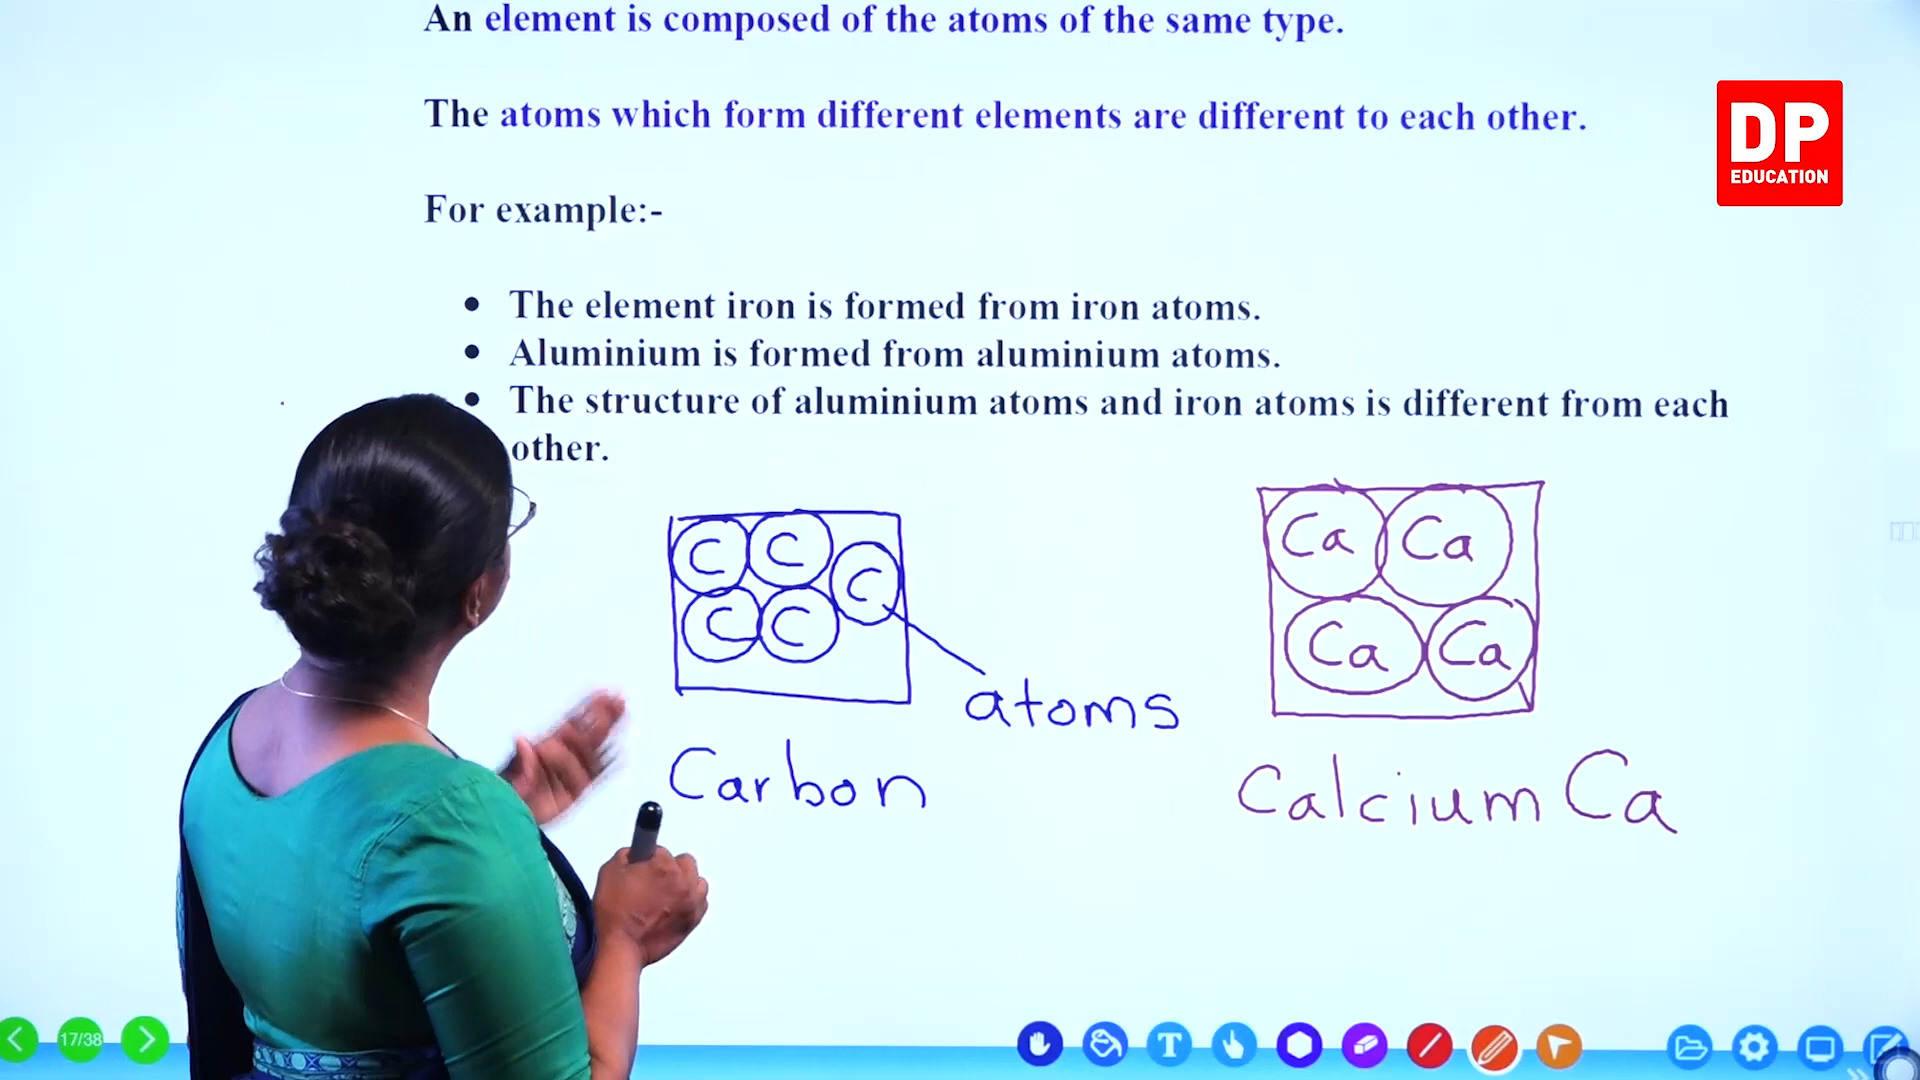 An element is composed of the atoms of the same type.
The atoms which form different elements are different to each other.
DP
EDUCATION
For example:-
• The element iron is formed from iron atoms.
• Aluminium is formed from aluminium atoms.
• The structure of aluminium atoms and iron atoms is different from each
other.
C C C
C C
Ca Ca
Ca Ca
atoms
Carbon
Calcium Ca
17/38
T